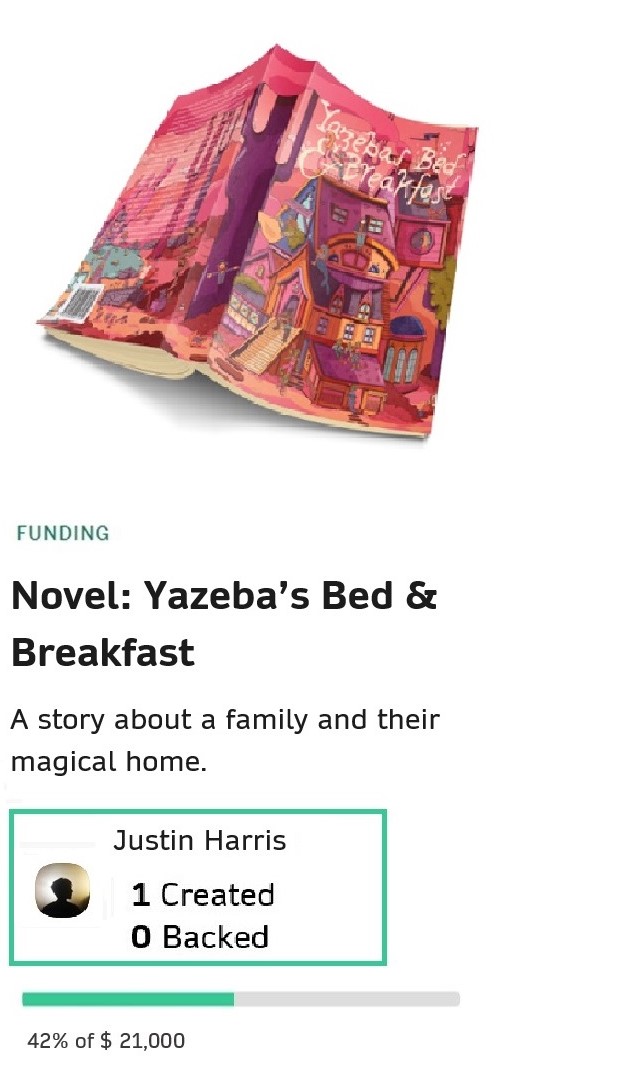 Yazeba's Bed
& Breakfast
FUNDING
Novel: Yazeba’s Bed &
Breakfast
A story about a family and their
magical home.
Justin Harris
1 Created
0 Backed
42% of $ 21,000